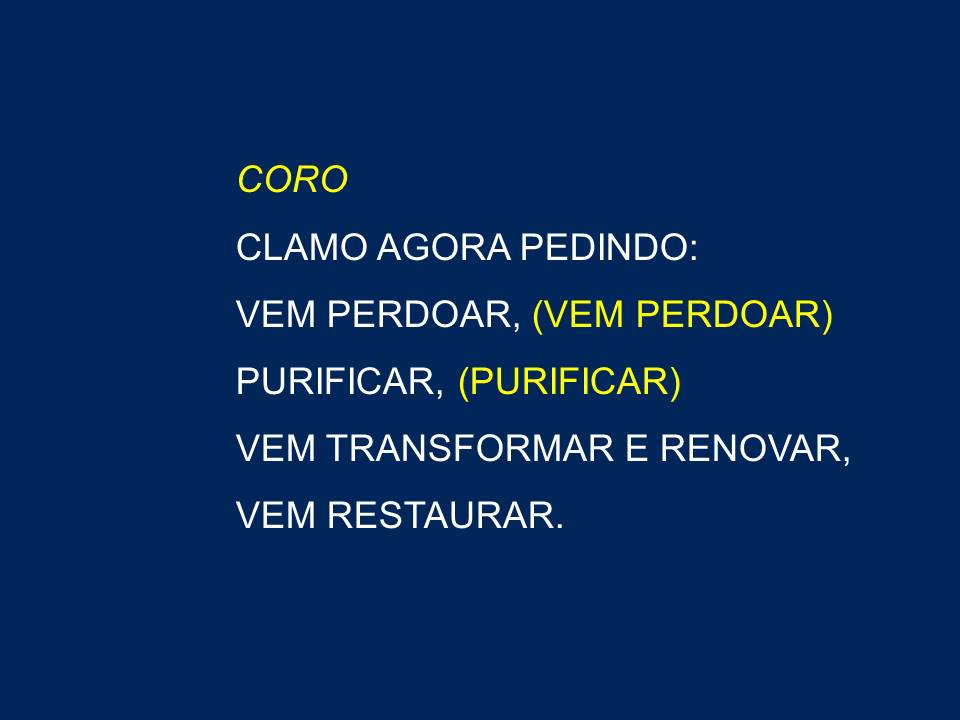 CORO
CLAMO AGORA PEDINDO:
VEM PERDOAR, (VEM PERDOAR)
PURIFICAR, (PURIFICAR)
VEM TRANSFORMAR E RENOVAR,
VEM RESTAURAR.